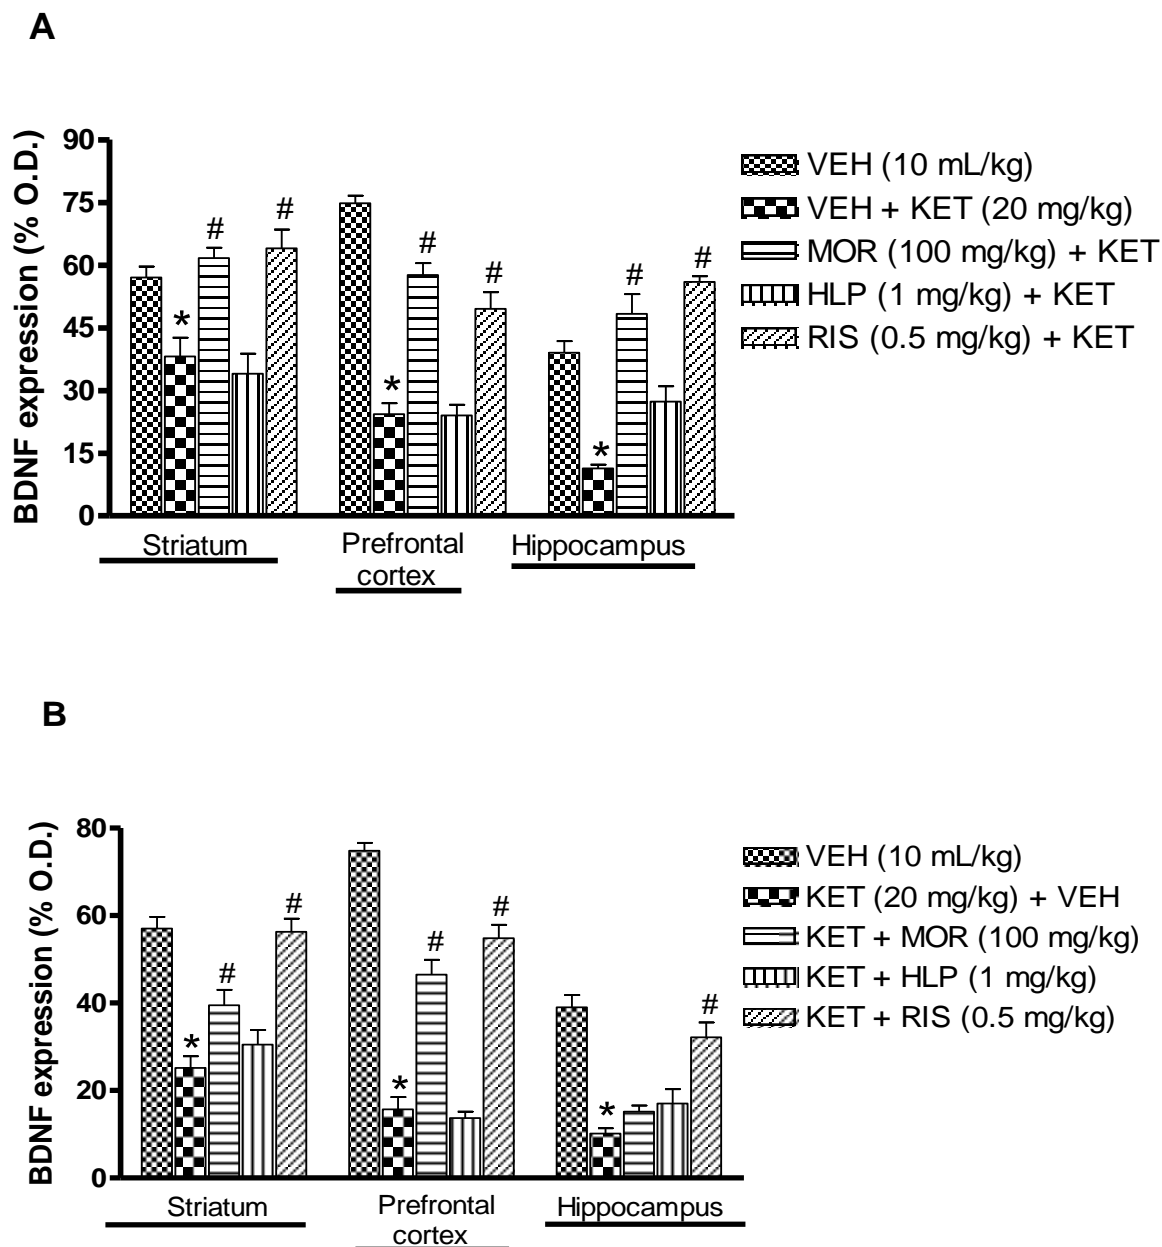 A
BDNF expression (% O.D.)
90
75
60
45
30
15
0
*
#
#
*
#
#
*
#
#
Striatum
Prefrontal
cortex
Hippocampus
VEH (10 mL/kg)
VEH + KET (20 mg/kg)
MOR (100 mg/kg) + KET
HLP (1 mg/kg) + KET
RIS (0.5 mg/kg) + KET
B
BDNF expression (% O.D.)
80
60
40
20
0
*
#
#
*
#
#
*
#
Striatum
Prefrontal
cortex
Hippocampus
VEH (10 mL/kg)
KET (20 mg/kg) + VEH
KET + MOR (100 mg/kg)
KET + HLP (1 mg/kg)
KET + RIS (0.5 mg/kg)